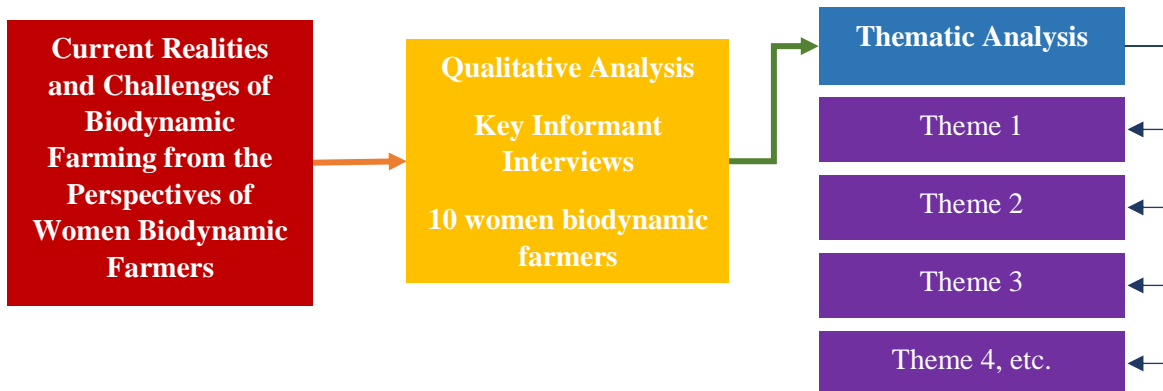 Current Realities
and Challenges of
Biodynamic
Farming from the
Perspectives of
Women Biodynamic
Farmers
Qualitative Analysis
Key Informant
Interviews
10 women biodynamic
farmers
Thematic Analysis
Theme 1
Theme 2
Theme 3
Theme 4, etc.